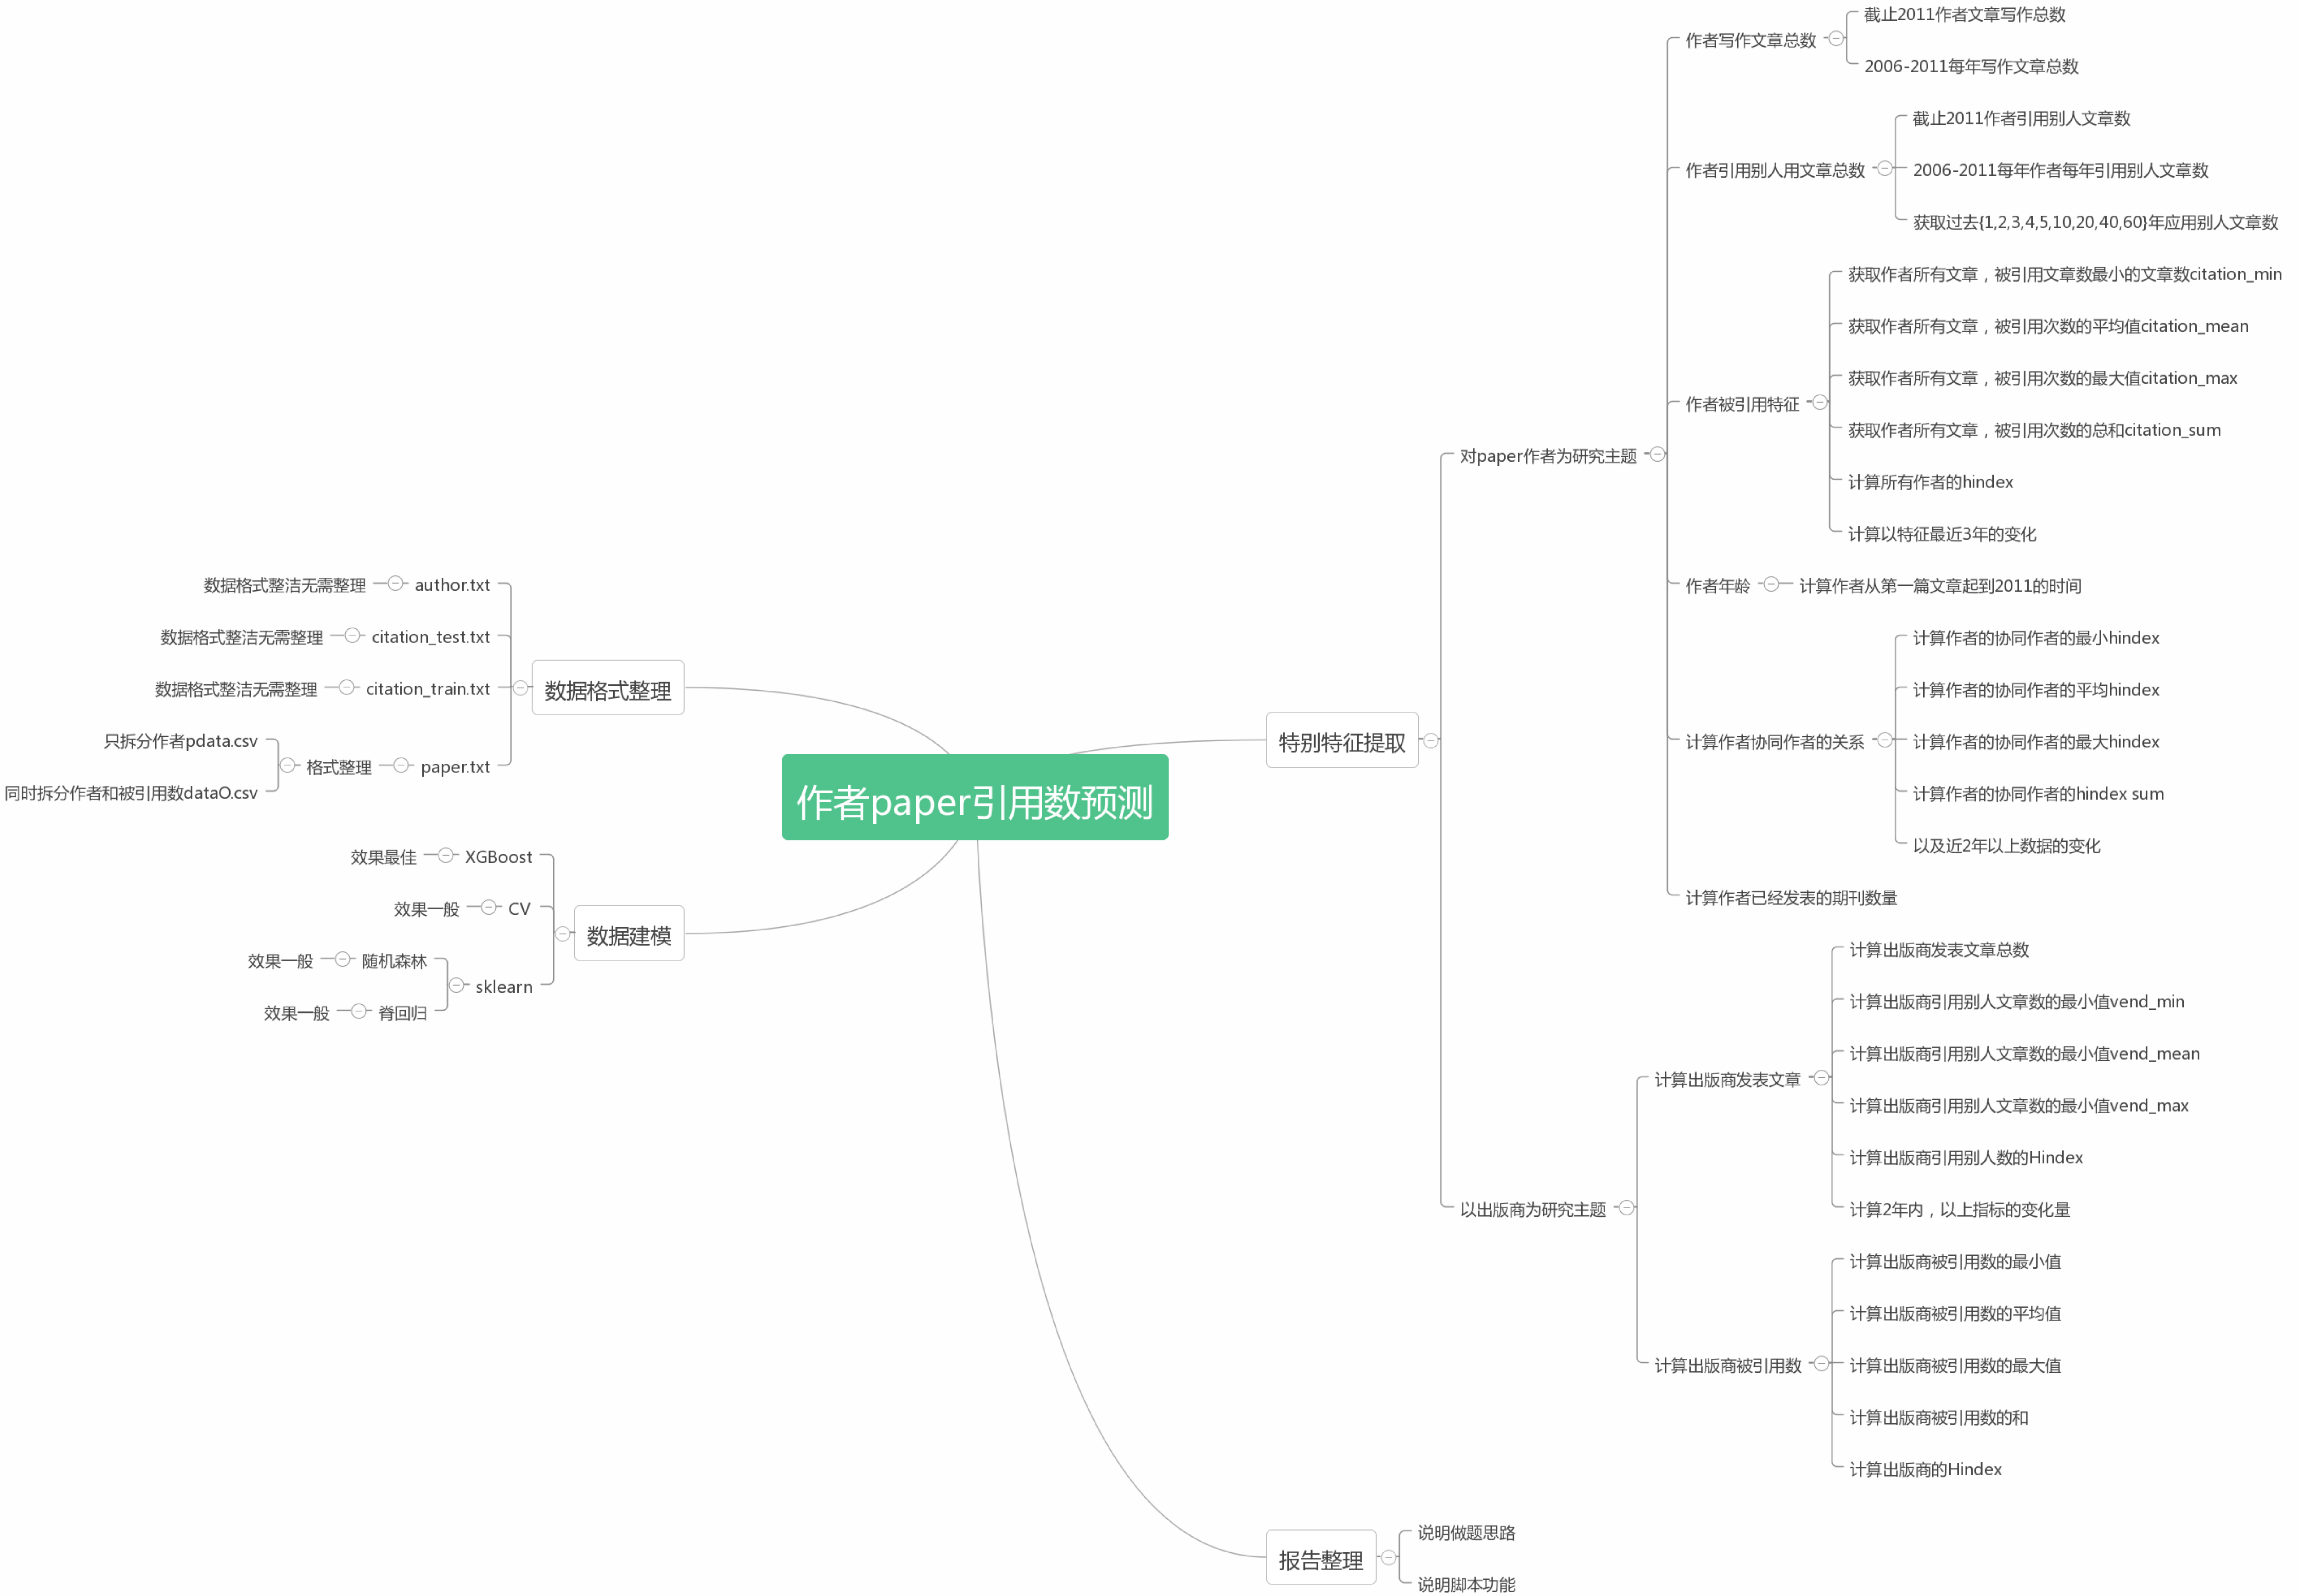 作者paper引用数预测
数据格式整理
author.txt
数据格式整洁无需整理
citation_test.txt
数据格式整洁无需整理
citation_train.txt
数据格式整洁无需整理
paper.txt
格式整理
只拆分作者pdata.csv
同时拆分作者和被引用数dataO.csv
数据建模
XGBoost
效果最佳
CV
效果一般
sklearn
随机森林
效果一般
脊回归
效果一般
特别特征提取
对paper作者为研究主题
作者写作文章总数
截止2011作者文章写作总数
2006-2011每年写作文章总数
作者引用别人用文章总数
截止2011作者引用别人文章数
2006-2011每年作者每年引用别人文章数
获取过去{1,2,3,4,5,10,20,40,60}年应用别人文章数
作者被引用特征
获取作者所有文章，被引用文章数最小的文章数citation_min
获取作者所有文章，被引用次数的平均值citation_mean
获取作者所有文章，被引用次数的最大值citation_max
获取作者所有文章，被引用次数的总和citation_sum
计算所有作者的hindex
计算以特征最近3年的变化
作者年龄
计算作者从第一篇文章起到2011的时间
计算作者协同作者的关系
计算作者的协同作者的最小hindex
计算作者的协同作者的平均hindex
计算作者的协同作者的最大hindex
计算作者的协同作者的hindex sum
以及近2年以上数据的变化
计算作者已经发表的期刊数量
以出版商为研究主题
计算出版商发表文章
计算出版商发表文章总数
计算出版商引用别人文章数的最小值vend_min
计算出版商引用别人文章数的最小值vend_mean
计算出版商引用别人文章数的最小值vend_max
计算出版商引用别人数的Hindex
计算2年内，以上指标的变化量
计算出版商被引用数
计算出版商被引用数的最小值
计算出版商被引用数的平均值
计算出版商被引用数的最大值
计算出版商被引用数的和
计算出版商的Hindex
报告整理
说明做题思路
说明脚本功能